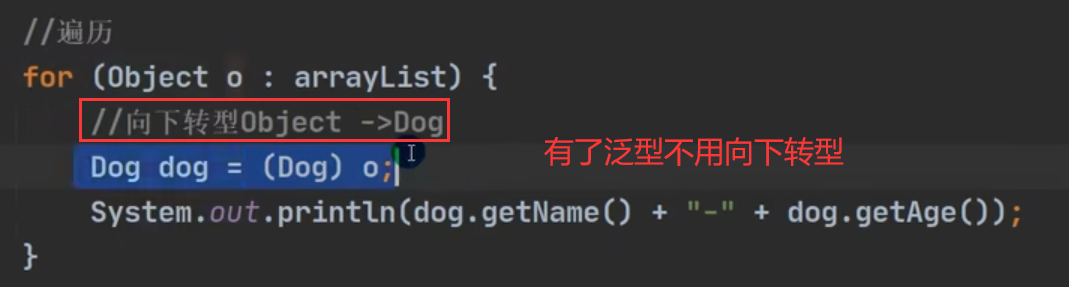 //遍历
for (Object o : arrayList) {
//向下转型Object ->Dog
Dog dog = (Dog) o;
有了泛型不用向下转型
System.out.println(dog.getName() + "-" + dog.getAge());
}